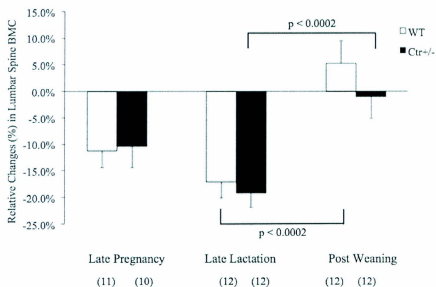 15.0%
p < 0.0002
WT
Ctr+/-
10.0%
5.0%
0.0%
-5.0%
-10.0%
-15.0%
-20.0%
-25.0%
Relative Changes (%) in Lumbar Spine BMC
p < 0.0002
Late Pregnancy Late Lactation Post Weaning
(11) (10) (12) (12) (12) (12)